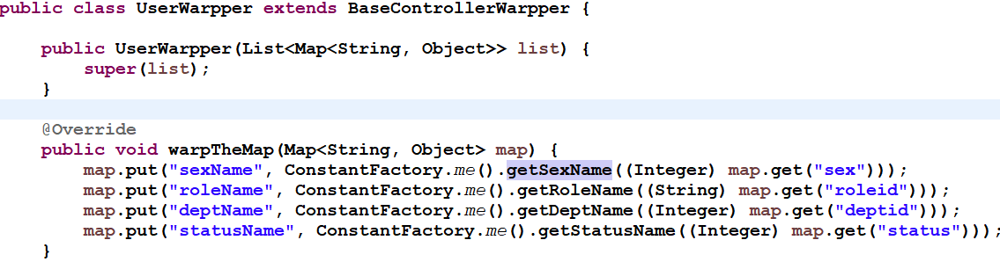 public class UserWarpper extends BaseControllerWarpper {
public UserWarpper(List<Map<String, Object>> list) {
super(list);
}
@Override
public void warpTheMap(Map<String, Object> map) {
map.put("sexName", ConstantFactory.me().getSexName((Integer) map.get("sex")));
map.put("roleName", ConstantFactory.me().getRoleName((String) map.get("roleid")));
map.put("deptName", ConstantFactory.me().getDeptName((Integer) map.get("deptid")));
map.put("statusName", ConstantFactory.me().getStatusName((Integer) map.get("status")));
}